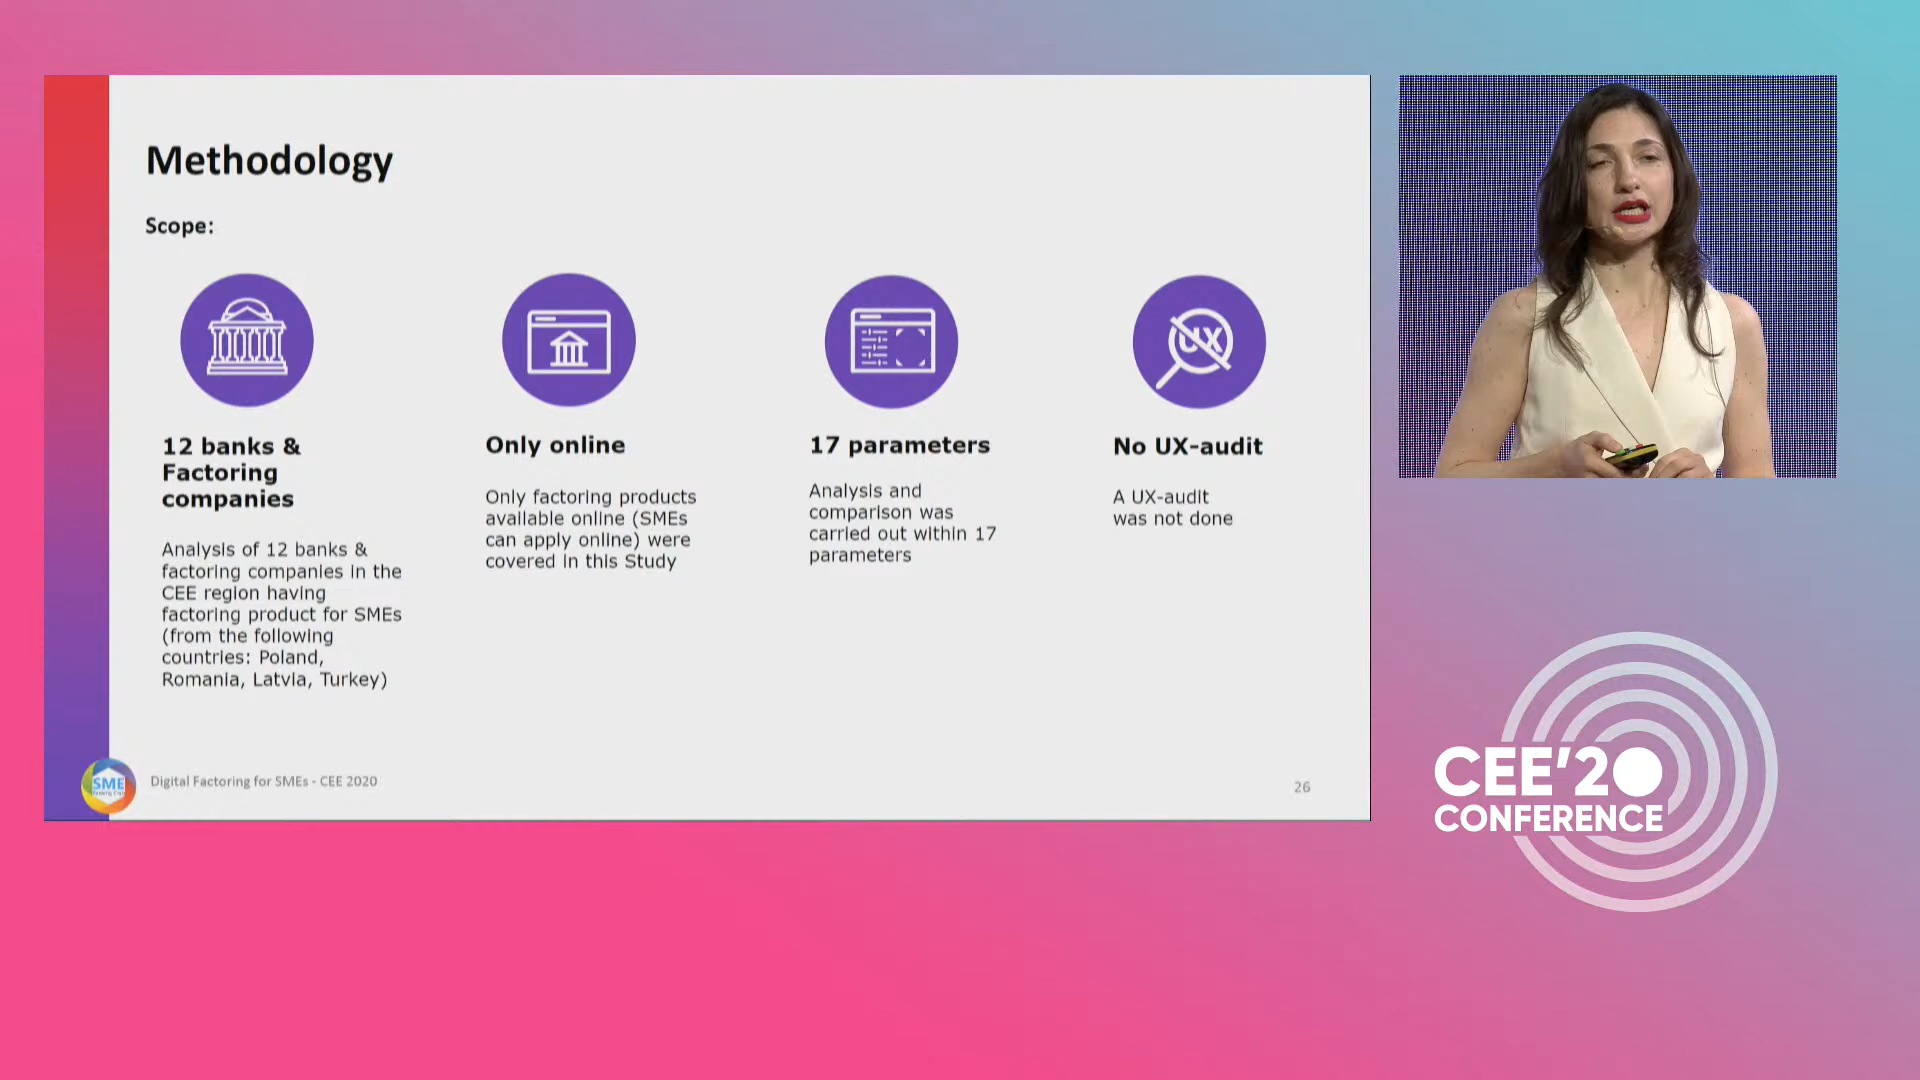 Methodology
Scope:
UX
12 banks &
Factoring
companies
Analysis of 12 banks &
factoring companies in the
CEE region having
factoring product for SMEs
(from the following
countries: Poland,
Romania, Latvia, Turkey)
Only online
Only factoring products
available online (SMEs
can apply online) were
covered in this Study
17 parameters
Analysis and
comparison was
carried out within 17
parameters
No UX-audit
A UX-audit
was not done
SME
Digital Factoring for SMEs - CEE 2020
26
CEE'20
CONFERENCE